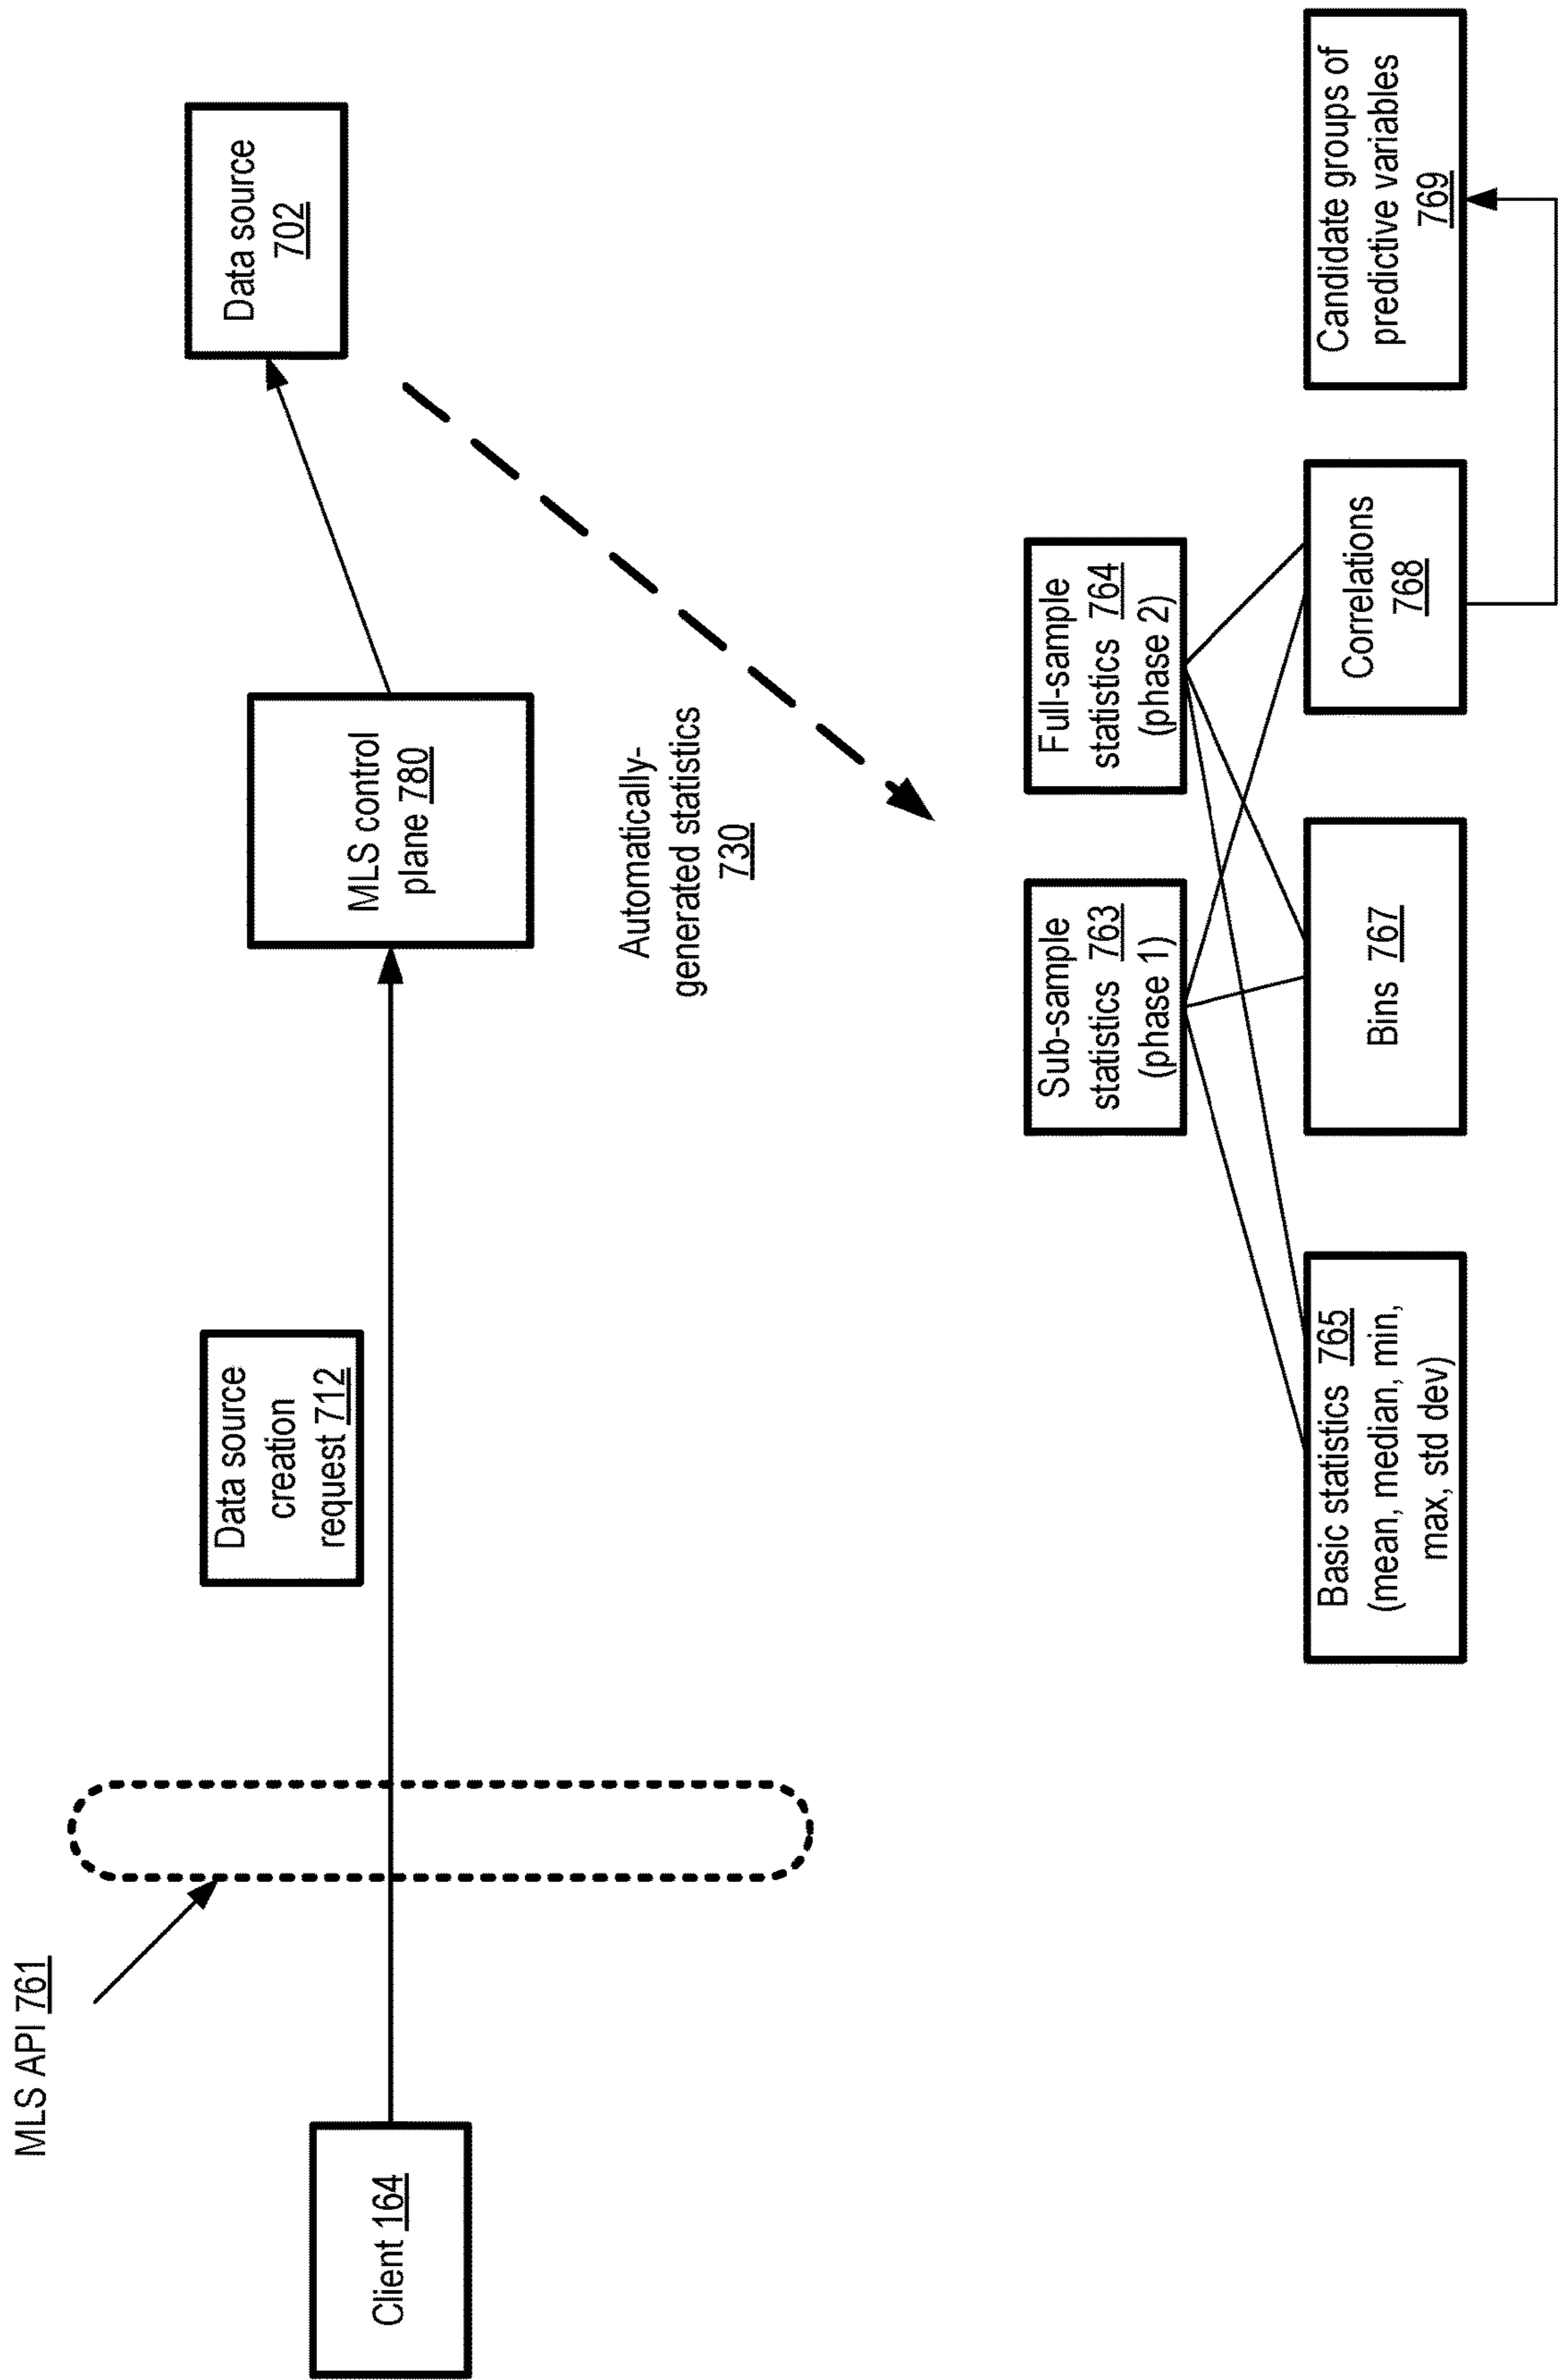 MLS API 761
Client 164
Data source
creation
request 712
MLS control
plane 780
Data source
702
Automatically-
generated statistics
730
Sub-sample
statistics 763
(phase 1)
Full-sample
statistics 764
(phase 2)
Basic statistics 765
(mean, median, min,
max, std dev)
Bins 767
Correlations
768
Candidate groups of
predictive variables
769